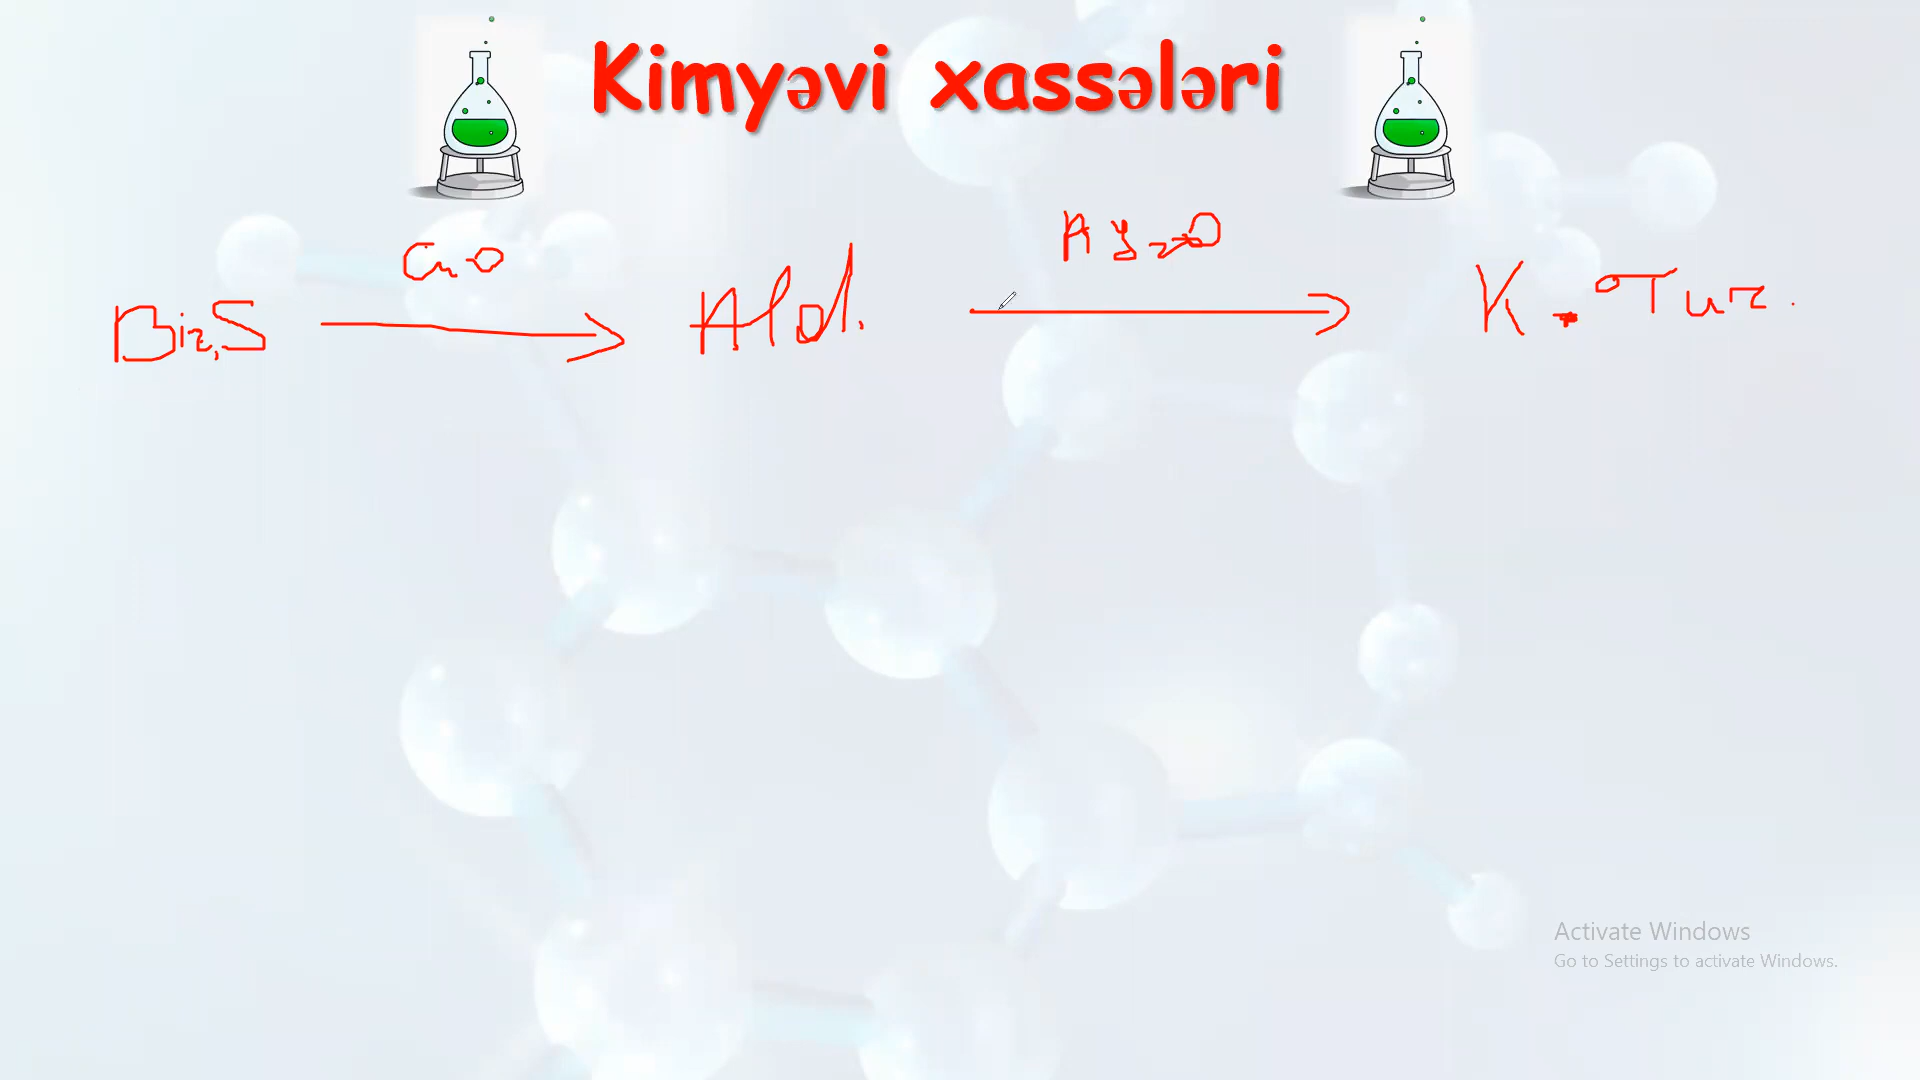 Kimyəvi xassələri
CuO
Ag₂O
Bir,S
Ald.
K. Tur.
Activate Windows
Go to Settings to activate Windows.